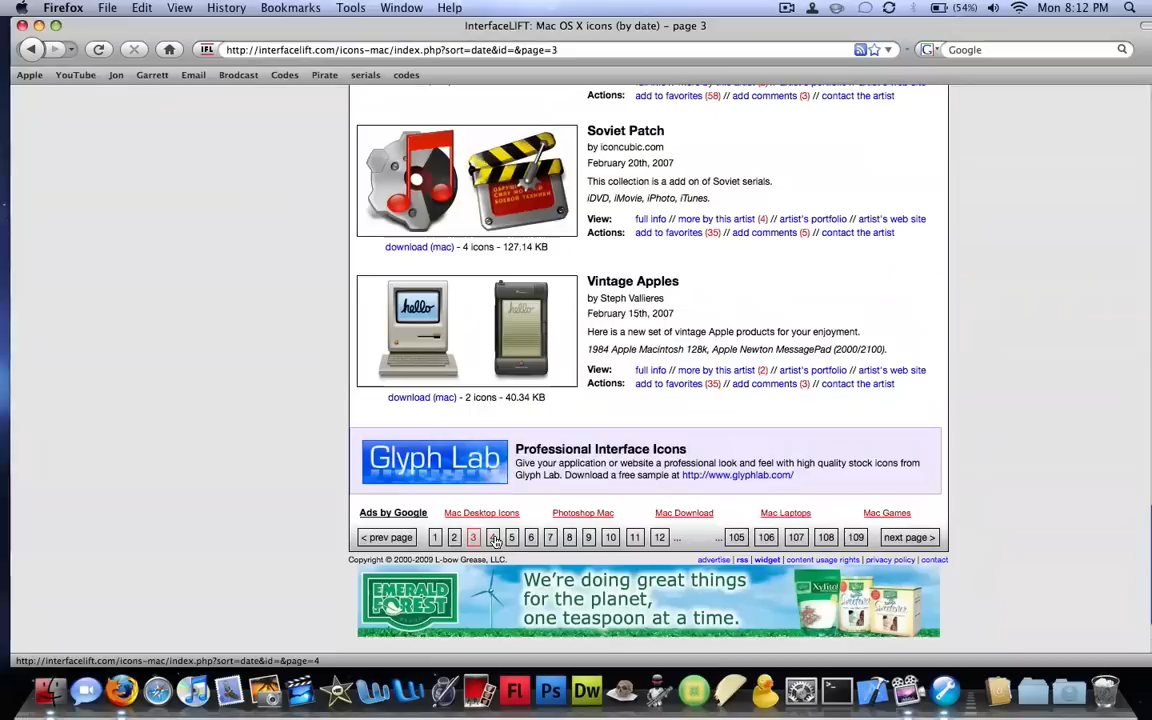 Firefox File Edit View History Bookmarks Tools Window Help (54%) Mon 8:12 PM
InterfaceLIFT: Mac OS X icons (by date) - page 3
IFL http://interfacelift.com/icons-mac/index.php?sort=date&id=&page=3 G Google
Apple YouTube Jon Garrett Email Brodcast Codes Pirate serials codes
Actions: add to favorites (58) // add comments (3) // contact the artist
Soviet Patch
by iconcubic.com
February 20th, 2007
This collection is a add on of Soviet serials.
iDVD, iMovie, iPhoto, iTunes.
View: full info // more by this artist (4) // artist's portfolio // artist's web site
Actions: add to favorites (35) // add comments (5) // contact the artist
download (mac) - 4 icons - 127.14 KB
hello
hello
Vintage Apples
by Steph Vallieres
February 15th, 2007
Here is a new set of vintage Apple products for your enjoyment.
1984 Apple Macintosh 128k, Apple Newton MessagePad (2000/2100).
View: full info // more by this artist (2) // artist's portfolio // artist's web site
Actions: add to favorites (35) // add comments (3) // contact the artist
download (mac) - 2 icons - 40.34 KB
Glyph Lab
Professional Interface Icons
Give your application or website a professional look and feel with high quality stock icons from
Glyph Lab. Download a free sample at http://www.glyphlab.com/
Ads by Google Mac Desktop Icons Photoshop Mac Mac Download Mac Laptops Mac Games
< prev page 1 2 3 4 5 6 7 8 9 10 11 12 ... ... 105 106 107 108 109 next page >
Copyright © 2000-2009 L-bow Grease, LLC. advertise | rss | widget | content usage rights | privacy policy | contact
EMERALD
FOREST
We're doing great things
for the planet,
one teaspoon at a time.
http://interfacelift.com/icons-mac/index.php?sort=date&id=&page=4
Fl Ps Dw